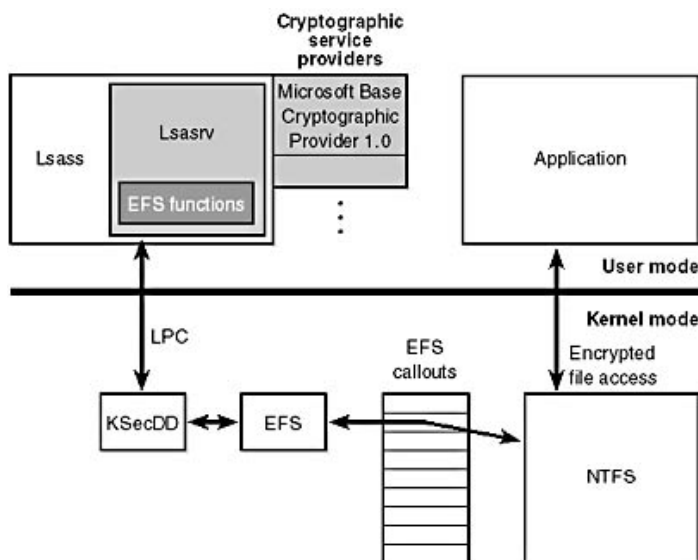 Cryptographic
service
providers
Microsoft Base
Cryptographic
Provider 1.0
Lsasrv
Lsass
EFS functions
Application
User mode
Kernel mode
LPC
EFS
callouts
Encrypted
file access
KSecDD
EFS
NTFS